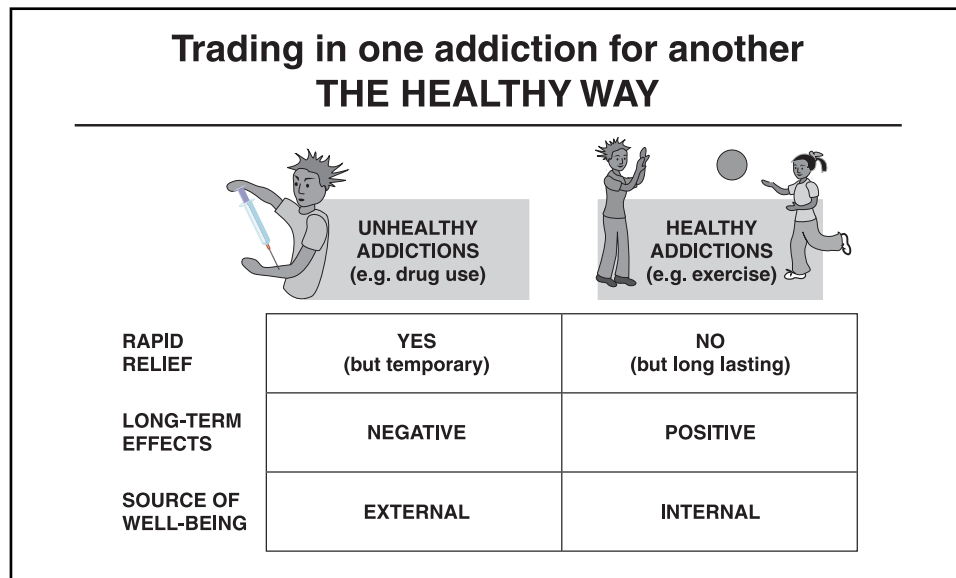 Trading in one addiction for another
THE HEALTHY WAY
UNHEALTHY
ADDICTIONS
(e.g. drug use)
HEALTHY
ADDICTIONS
(e.g. exercise)
RAPID
RELIEF
YES
(but temporary)
NO
(but long lasting)
LONG-TERM
EFFECTS
NEGATIVE
POSITIVE
SOURCE OF
WELL-BEING
EXTERNAL
INTERNAL